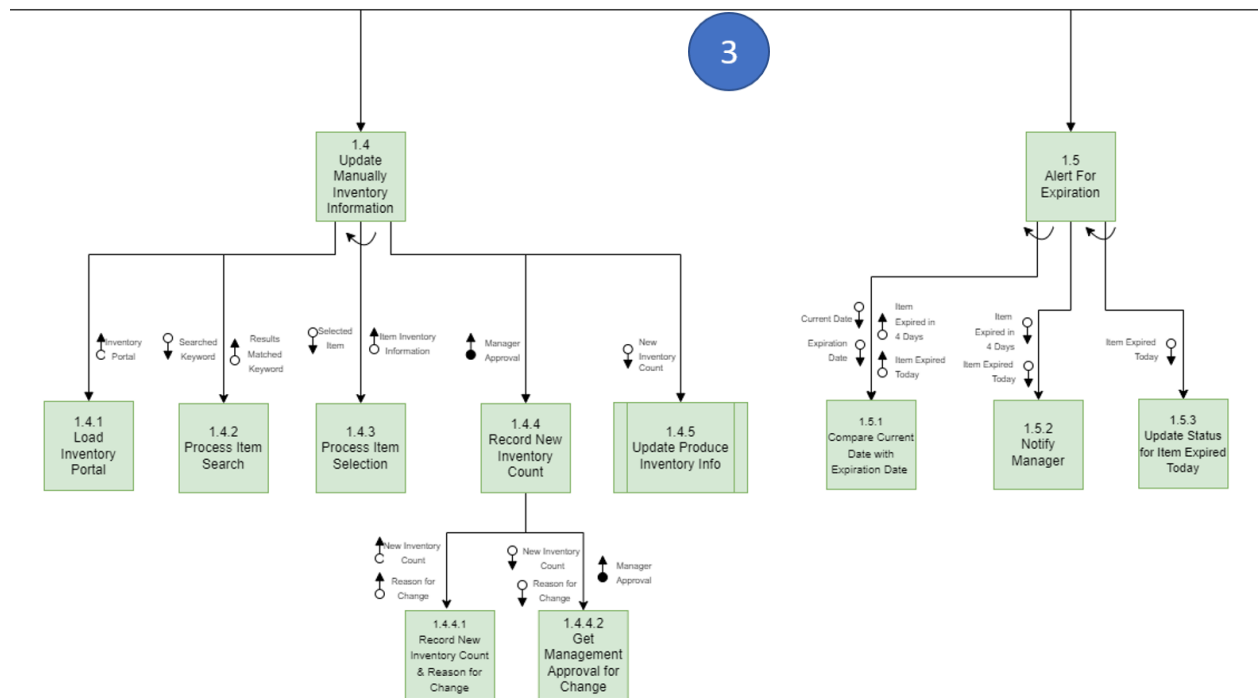 3
1.4
Update
Manually
Inventory
Information
1.5
Alert For
Expiration
Inventory
Portal
Searched
Keyword
Results
Matched
Keyword
Selected
Item
Item Inventory
Information
Manager
Approval
New
Inventory
Count
Current Date
Expiration
Date
Item
Expired in
4 Days
Item Expired
Today
Item
Expired in
4 Days
Item Expired
Today
Item Expired
Today
1.4.1
Load
Inventory
Portal
1.4.2
Process Item
Search
1.4.3
Process Item
Selection
1.4.4
Record New
Inventory
Count
1.4.5
Update Produce
Inventory Info
1.5.1
Compare Current
Date with
Expiration Date
1.5.2
Notify
Manager
1.5.3
Update Status
for Item Expired
Today
New Inventory
Count
Reason for
Change
New Inventory
Count
Reason for
Change
Manager
Approval
1.4.4.1
Record New
Inventory Count
& Reason for
Change
1.4.4.2
Get
Management
Approval for
Change